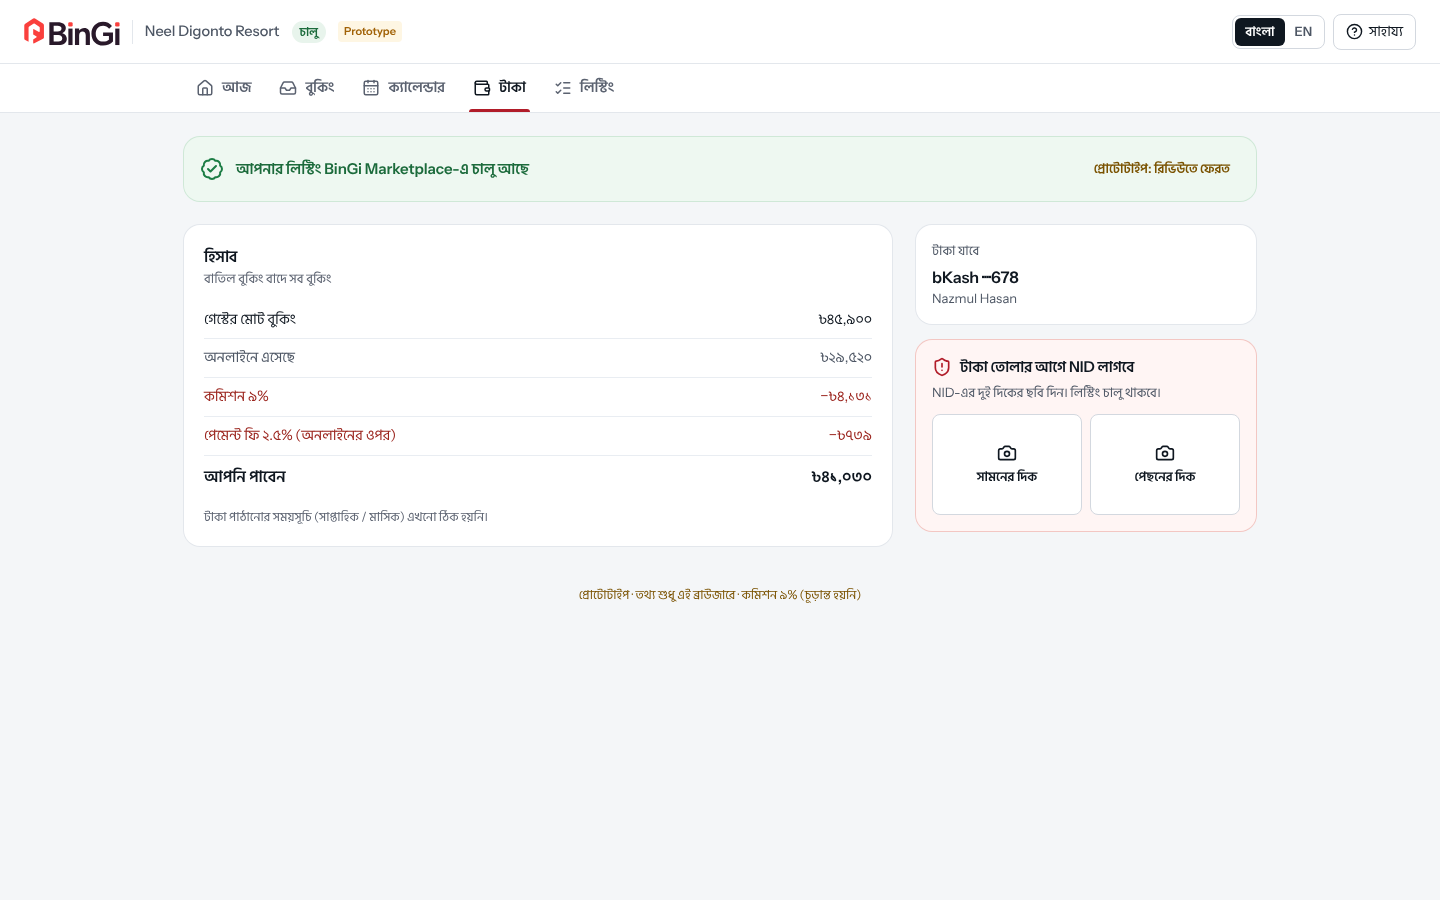 BinGi
Neel Digonto Resort
চালু
Prototype
বাংলা
EN
সাহায্য
আজ
বুকিং
ক্যালেন্ডার
টাকা
লিস্টিং
আপনার লিস্টিং BinGi Marketplace-এ চালু আছে
প্রোটোটাইপ: রিভিউতে ফেরত
হিসাব
বাতিল বুকিং বাদে সব বুকিং
গেস্টের মোট বুকিং
৳৪৫,৯০০
অনলাইনে এসেছে
৳২৯,৫২০
কমিশন ৯%
−৳৪,১৩১
পেমেন্ট ফি ২.৫% (অনলাইনের ওপর)
−৳৭৩৯
আপনি পাবেন
৳৪১,০৩০
টাকা পাঠানোর সময়সূচি (সাপ্তাহিক / মাসিক) এখনো ঠিক হয়নি।
টাকা যাবে
bKash ··678
Nazmul Hasan
টাকা তোলার আগে NID লাগবে
NID-এর দুই দিকের ছবি দিন। লিস্টিং চালু থাকবে।
সামনের দিক
পেছনের দিক
প্রোটোটাইপ · তথ্য শুধু এই ব্রাউজারে · কমিশন ৯% (চূড়ান্ত হয়নি)